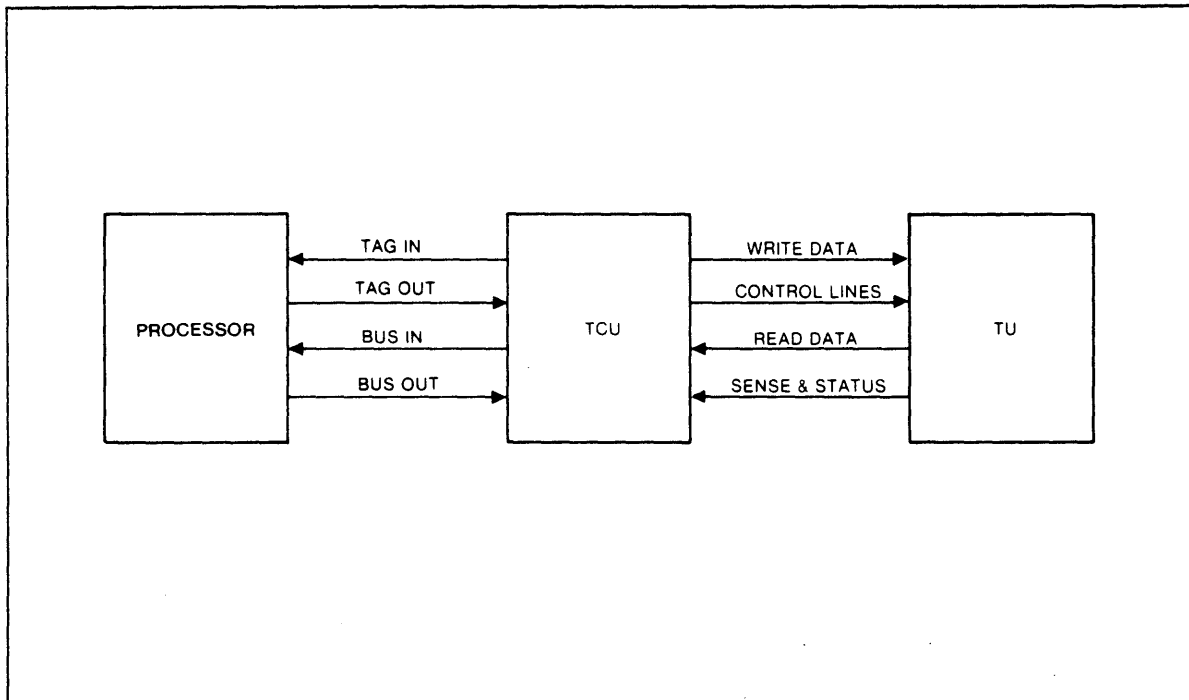 PROCESSOR
TAG IN
TAG OUT
BUS IN
BUS OUT
TCU
WRITE DATA
CONTROL LINES
READ DATA
SENSE & STATUS
TU